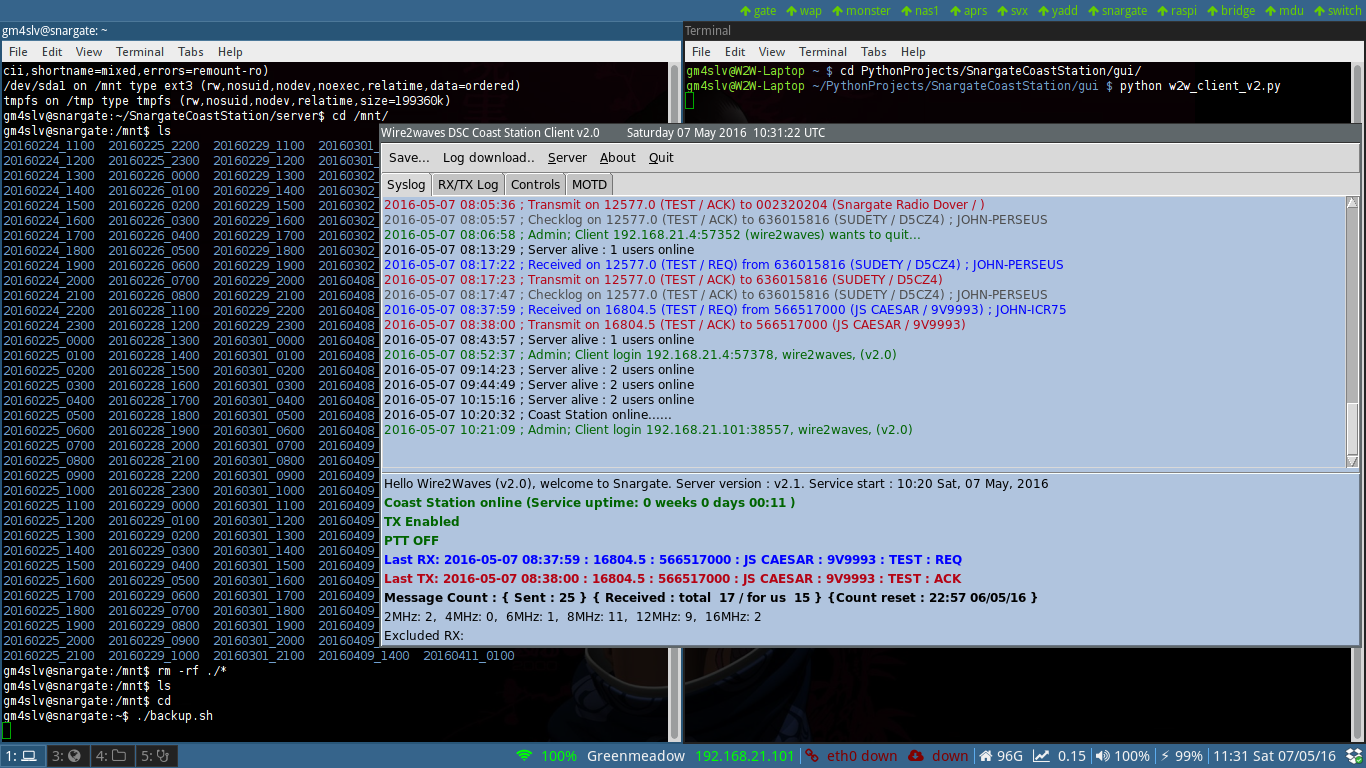 gate wap monster nas1 aprs svx yadd snargate raspi bridge mdu switch
gm4slv@snargate: ~
File Edit View Terminal Tabs Help
cii,shortname=mixed,errors=remount-ro)
/dev/sda1 on /mnt type ext3 (rw,nosuid,nodev,noexec,relatime,data=ordered)
tmpfs on /tmp type tmpfs (rw,nosuid,nodev,relatime,size=199360k)
gm4slv@snargate:~/SnargateCoastStation/server$ cd /mnt/
gm4slv@snargate:/mnt$ ls
20160224_1100 20160225_2200 20160229_1100 20160301_
20160224_1200 20160225_2300 20160229_1200 20160301_
20160224_1300 20160226_0000 20160229_1300 20160302_
20160224_1400 20160226_0100 20160229_1400 20160302_
20160224_1500 20160226_0200 20160229_1500 20160302_
20160224_1600 20160226_0300 20160229_1600 20160302_
20160224_1700 20160226_0400 20160229_1700 20160302_
20160224_1800 20160226_0500 20160229_1800 20160302_
20160224_1900 20160226_0600 20160229_1900 20160302_
20160224_2000 20160226_0700 20160229_2000 20160408_
20160224_2100 20160226_0800 20160229_2100 20160408_
20160224_2200 20160228_1100 20160229_2200 20160408_
20160224_2300 20160228_1200 20160229_2300 20160408_
20160225_0000 20160228_1300 20160301_0000 20160408_
20160225_0100 20160228_1400 20160301_0100 20160408_
20160225_0200 20160228_1500 20160301_0200 20160408_
20160225_0300 20160228_1600 20160301_0300 20160408_
20160225_0400 20160228_1700 20160301_0400 20160408_
20160225_0500 20160228_1800 20160301_0500 20160408_
20160225_0600 20160228_1900 20160301_0600 20160408_
20160225_0700 20160228_2000 20160301_0700 20160409_
20160225_0800 20160228_2100 20160301_0800 20160409_
20160225_0900 20160228_2200 20160301_0900 20160409_
20160225_1000 20160228_2300 20160301_1000 20160409_
20160225_1100 20160229_0000 20160301_1100 20160409_
20160225_1200 20160229_0100 20160301_1200 20160409_
20160225_1300 20160229_0200 20160301_1300 20160409_
20160225_1400 20160229_0300 20160301_1400 20160409_
20160225_1500 20160229_0400 20160301_1500 20160409_
20160225_1600 20160229_0500 20160301_1600 20160409_
20160225_1700 20160229_0600 20160301_1700 20160409_
20160225_1800 20160229_0700 20160301_1800 20160409_
20160225_1900 20160229_0800 20160301_1900 20160409_
20160225_2000 20160229_0900 20160301_2000 20160409_
20160225_2100 20160229_1000 20160301_2100 20160409_1400 20160411_0100
gm4slv@snargate:/mnt$ rm -rf ./*
gm4slv@snargate:/mnt$ ls
gm4slv@snargate:/mnt$ cd
gm4slv@snargate:~$ ./backup.sh
Terminal
File Edit View Terminal Tabs Help
gm4slv@W2W-Laptop ~ $ cd PythonProjects/SnargateCoastStation/gui/
gm4slv@W2W-Laptop ~/PythonProjects/SnargateCoastStation/gui $ python w2w_client_v2.py
Wire2waves DSC Coast Station Client v2.0 Saturday 07 May 2016 10:31:22 UTC
Save... Log download.. Server About Quit
Syslog RX/TX Log Controls MOTD
2016-05-07 08:05:36 ; Transmit on 12577.0 (TEST / ACK) to 002320204 (Snargate Radio Dover / )
2016-05-07 08:05:57 ; Checklog on 12577.0 (TEST / ACK) to 636015816 (SUDETY / D5CZ4) ; JOHN-PERSEUS
2016-05-07 08:06:58 ; Admin; Client 192.168.21.4:57352 (wire2waves) wants to quit...
2016-05-07 08:13:29 ; Server alive : 1 users online
2016-05-07 08:17:22 ; Received on 12577.0 (TEST / REQ) from 636015816 (SUDETY / D5CZ4) ; JOHN-PERSEUS
2016-05-07 08:17:23 ; Transmit on 12577.0 (TEST / ACK) to 636015816 (SUDETY / D5CZ4)
2016-05-07 08:17:47 ; Checklog on 12577.0 (TEST / ACK) to 636015816 (SUDETY / D5CZ4) ; JOHN-PERSEUS
2016-05-07 08:37:59 ; Received on 16804.5 (TEST / REQ) from 566517000 (JS CAESAR / 9V9993) ; JOHN-ICR75
2016-05-07 08:38:00 ; Transmit on 16804.5 (TEST / ACK) to 566517000 (JS CAESAR / 9V9993)
2016-05-07 08:43:57 ; Server alive : 1 users online
2016-05-07 08:52:37 ; Admin; Client login 192.168.21.4:57378, wire2waves, (v2.0)
2016-05-07 09:14:23 ; Server alive : 2 users online
2016-05-07 09:44:49 ; Server alive : 2 users online
2016-05-07 10:15:16 ; Server alive : 2 users online
2016-05-07 10:20:32 ; Coast Station online......
2016-05-07 10:21:09 ; Admin; Client login 192.168.21.101:38557, wire2waves, (v2.0)
Hello Wire2Waves (v2.0), welcome to Snargate. Server version : v2.1. Service start : 10:20 Sat, 07 May, 2016
Coast Station online (Service uptime: 0 weeks 0 days 00:11 )
TX Enabled
PTT OFF
Last RX: 2016-05-07 08:37:59 : 16804.5 : 566517000 : JS CAESAR : 9V9993 : TEST : REQ
Last TX: 2016-05-07 08:38:00 : 16804.5 : 566517000 : JS CAESAR : 9V9993 : TEST : ACK
Message Count : { Sent : 25 } { Received : total 17 / for us 15 } {Count reset : 22:57 06/05/16 }
2MHz: 2, 4MHz: 0, 6MHz: 1, 8MHz: 11, 12MHz: 9, 16MHz: 2
Excluded RX:
1: 3: 4: 5: 100% Greenmeadow 192.168.21.101 eth0 down down 96G 0.15 100% 99% 11:31 Sat 07/05/16